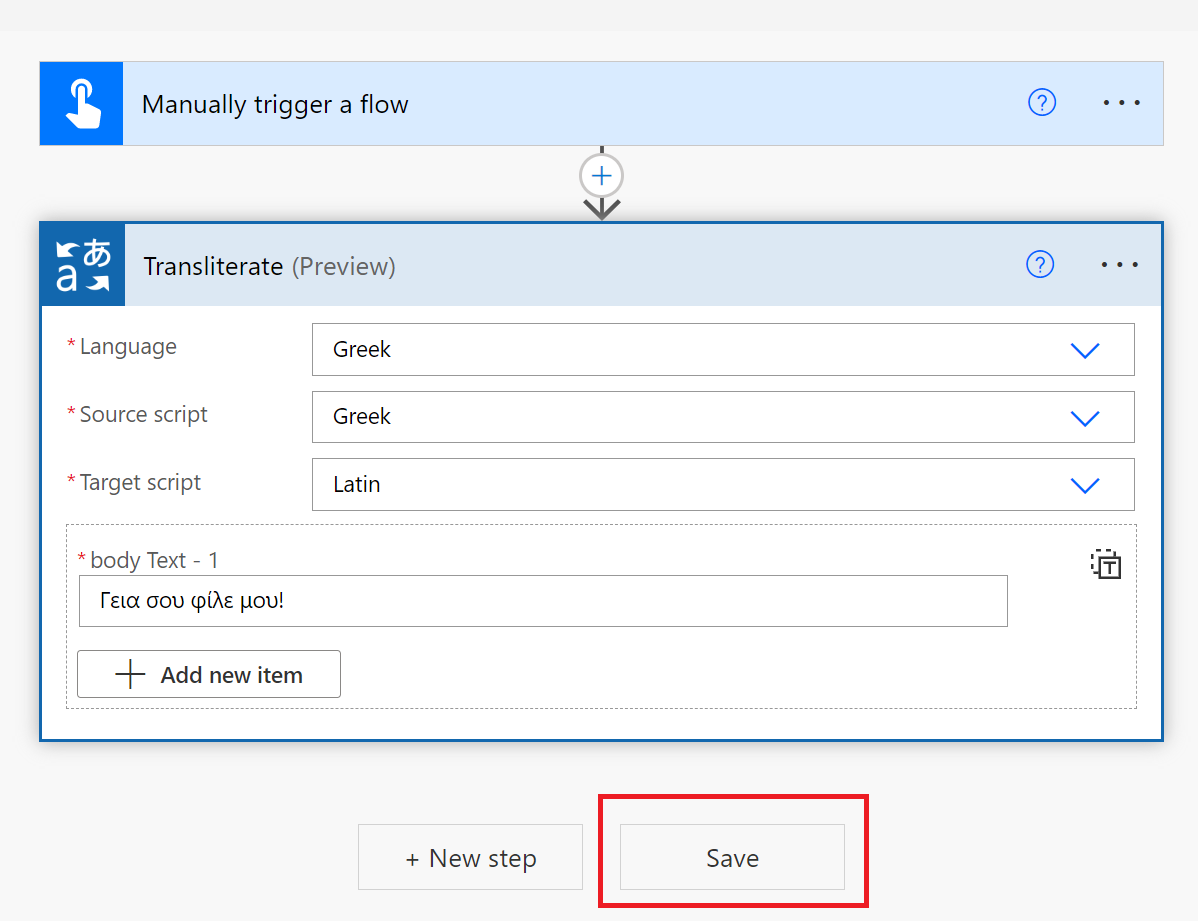 Manually trigger a flow
Transliterate (Preview)
* Language
Greek
* Source script
Greek
* Target script
Latin
* body Text - 1
Γεια σου φίλε μου!
Add new item
+ New step
Save